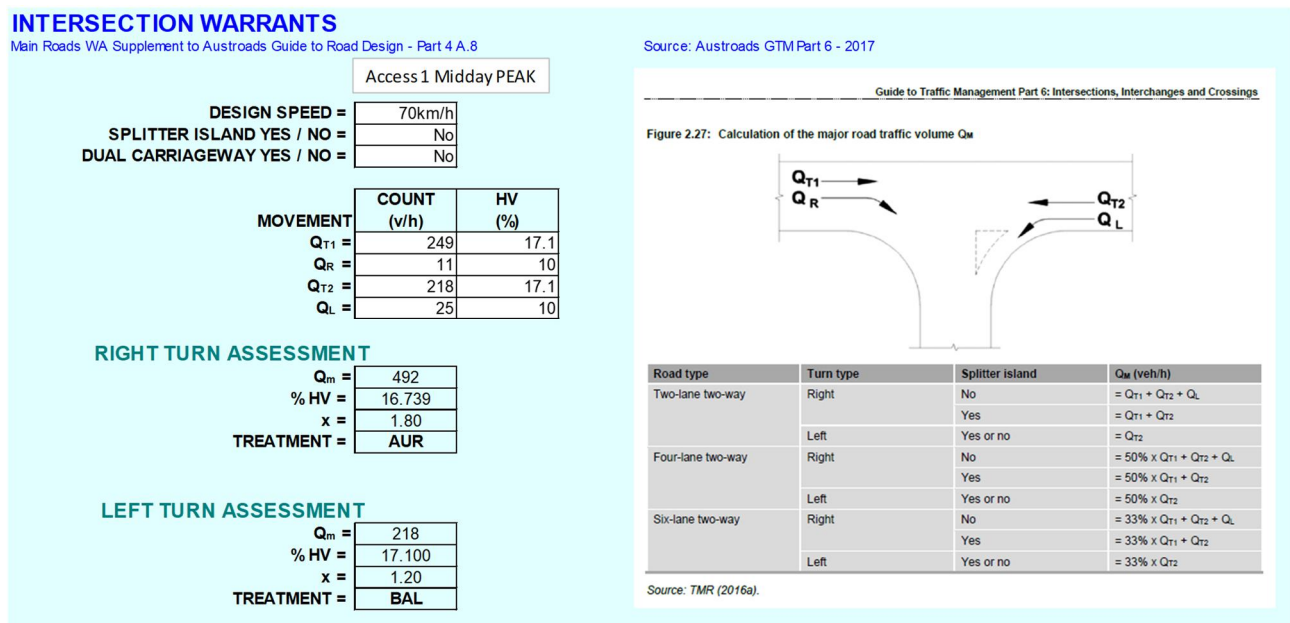 INTERSECTION WARRANTS
Main Roads WA Supplement to Austroads Guide to Road Design - Part 4 A.8
Access 1 Midday PEAK
DESIGN SPEED = 70km/h
SPLITTER ISLAND YES / NO = No
DUAL CARRIAGEWAY YES / NO = No
COUNT HV
MOVEMENT (v/h) (%)
QT1 = 249 17.1
QR = 11 10
QT2 = 218 17.1
QL = 25 10
RIGHT TURN ASSESSMENT
Qm = 492
% HV = 16.739
x = 1.80
TREATMENT = AUR
LEFT TURN ASSESSMENT
Qm = 218
% HV = 17.100
x = 1.20
TREATMENT = BAL
Source: Austroads GTM Part 6 - 2017
Guide to Traffic Management Part 6: Intersections, Interchanges and Crossings
Figure 2.27: Calculation of the major road traffic volume QM
QT1
QR
QT2
QL
Road type Turn type Splitter island QM (veh/h)
Two-lane two-way Right No = QT1 + QT2 + QL
Yes = QT1 + QT2
Left Yes or no = QT2
Four-lane two-way Right No = 50% x QT1 + QT2 + QL
Yes = 50% x QT1 + QT2
Left Yes or no = 50% x QT2
Six-lane two-way Right No = 33% x QT1 + QT2 + QL
Yes = 33% x QT1 + QT2
Left Yes or no = 33% x QT2
Source: TMR (2016a).